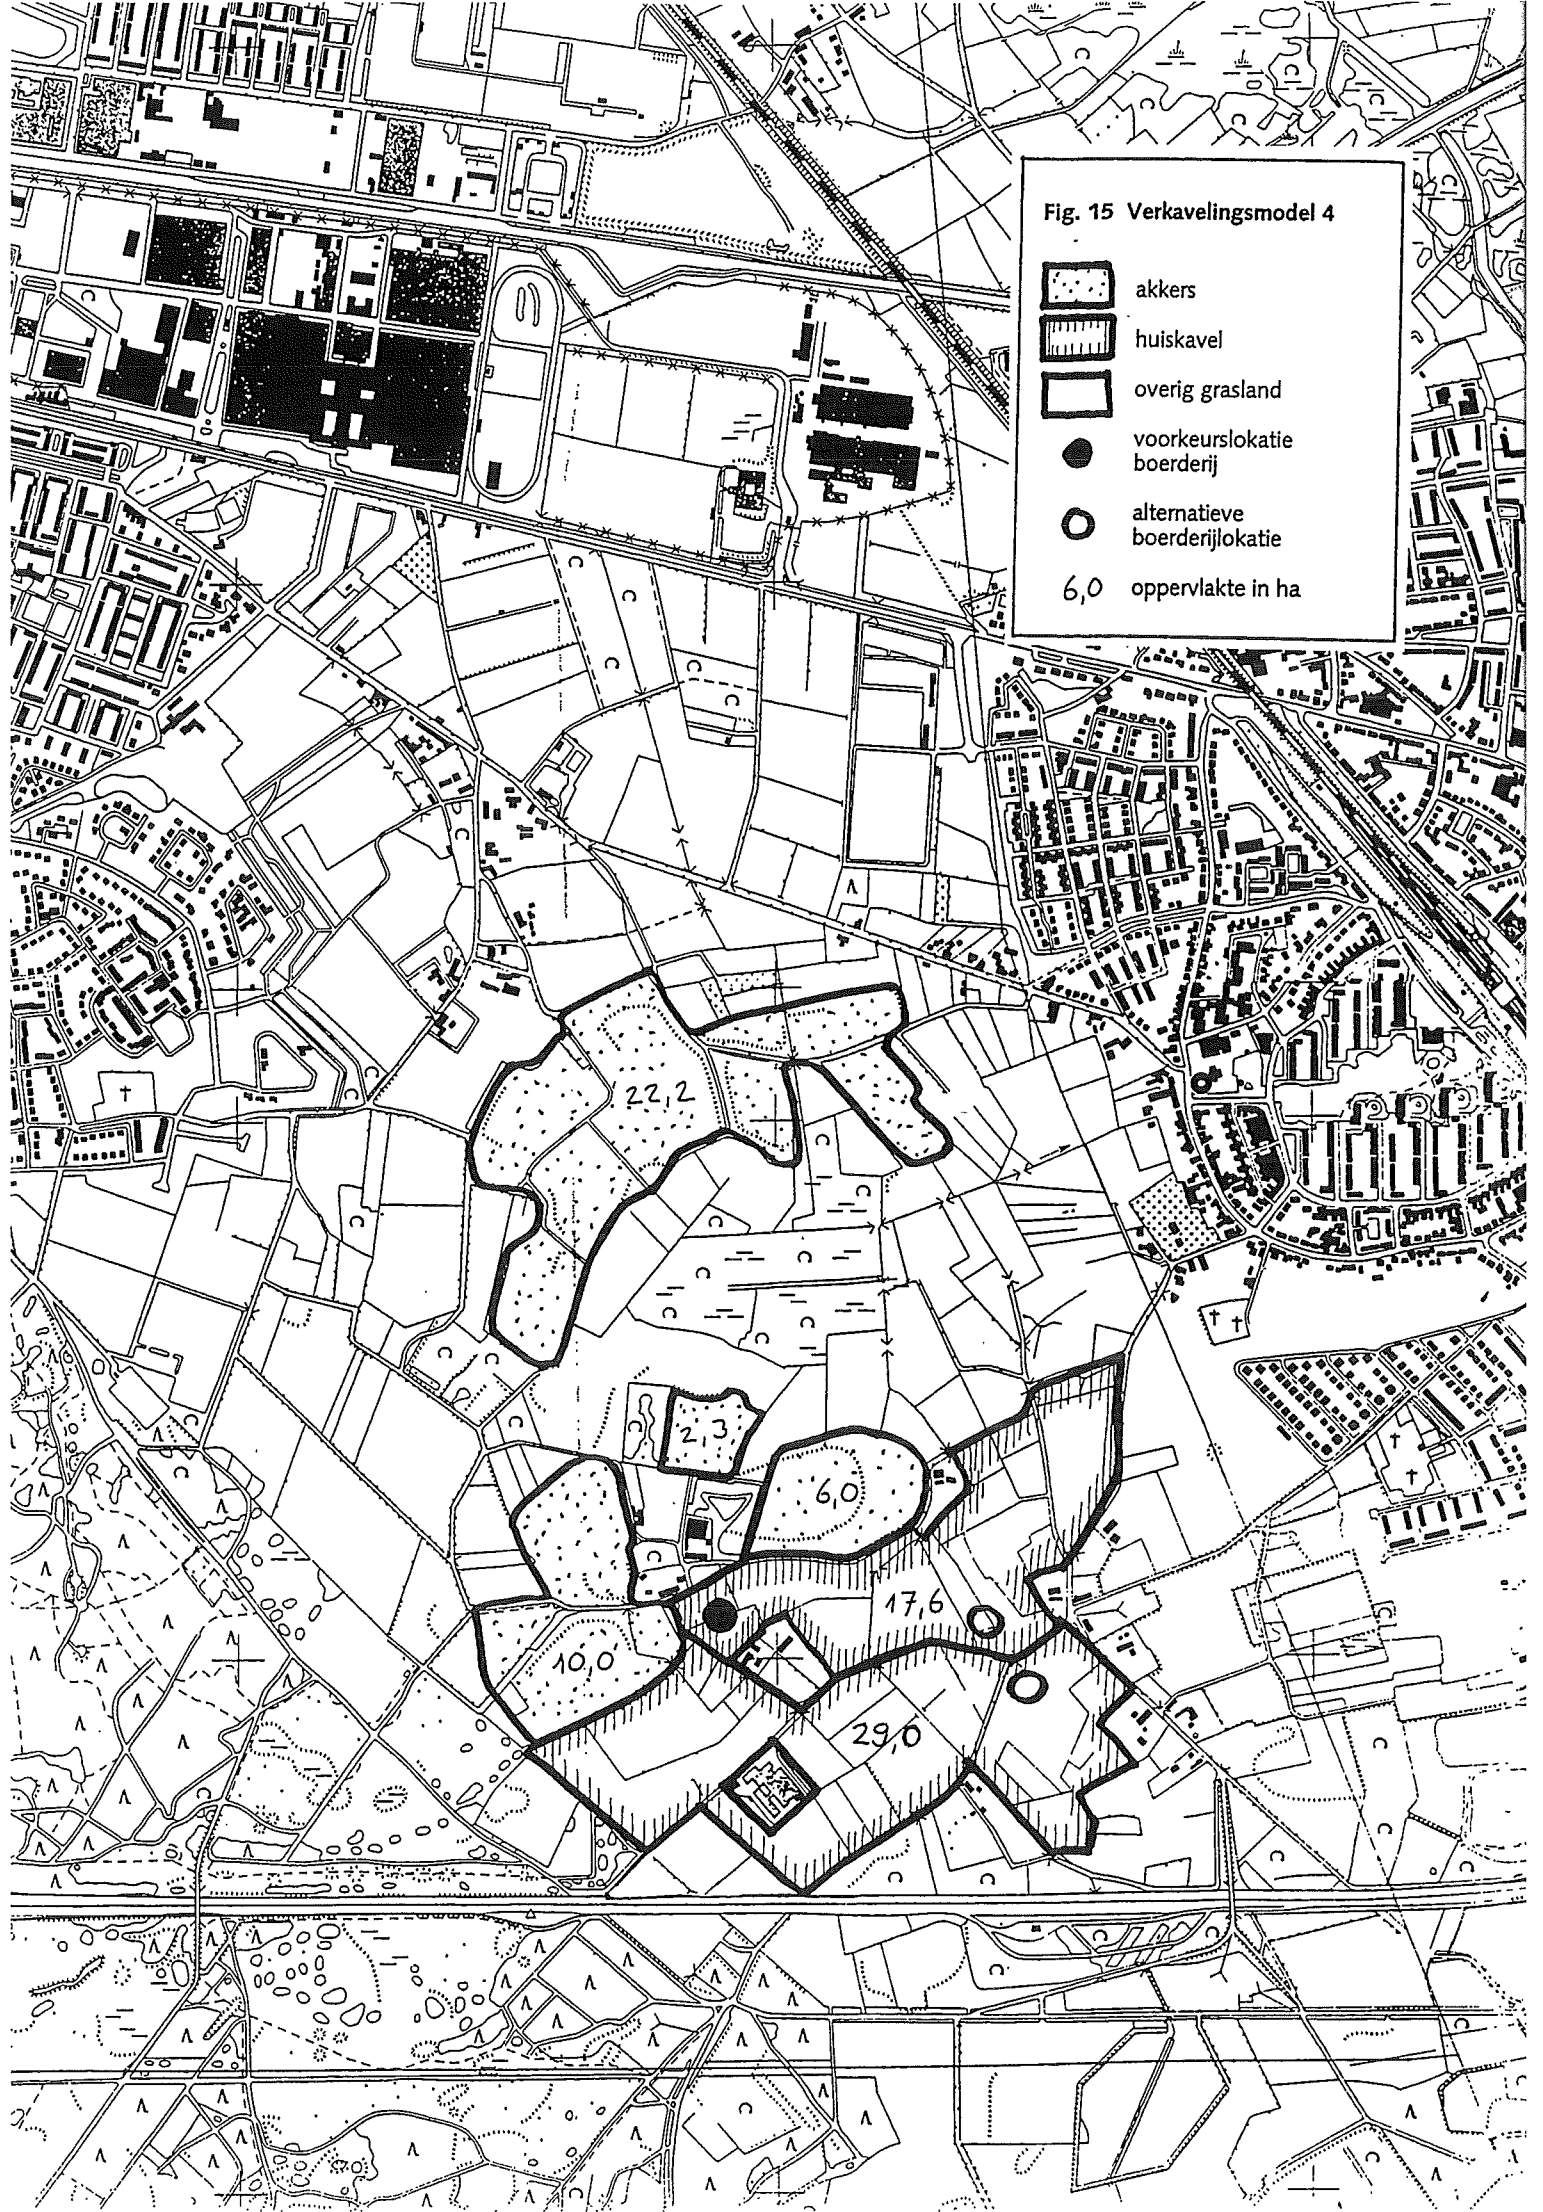 Fig. 15 Verkavelingsmodel 4
akkers
huiskavel
overig grasland
voorkeurslokatie
boerderij
alternatieve
boerderijlokatie
6,0 oppervlakte in ha
22,2
2,3
6,0
17,6
10,0
29,0